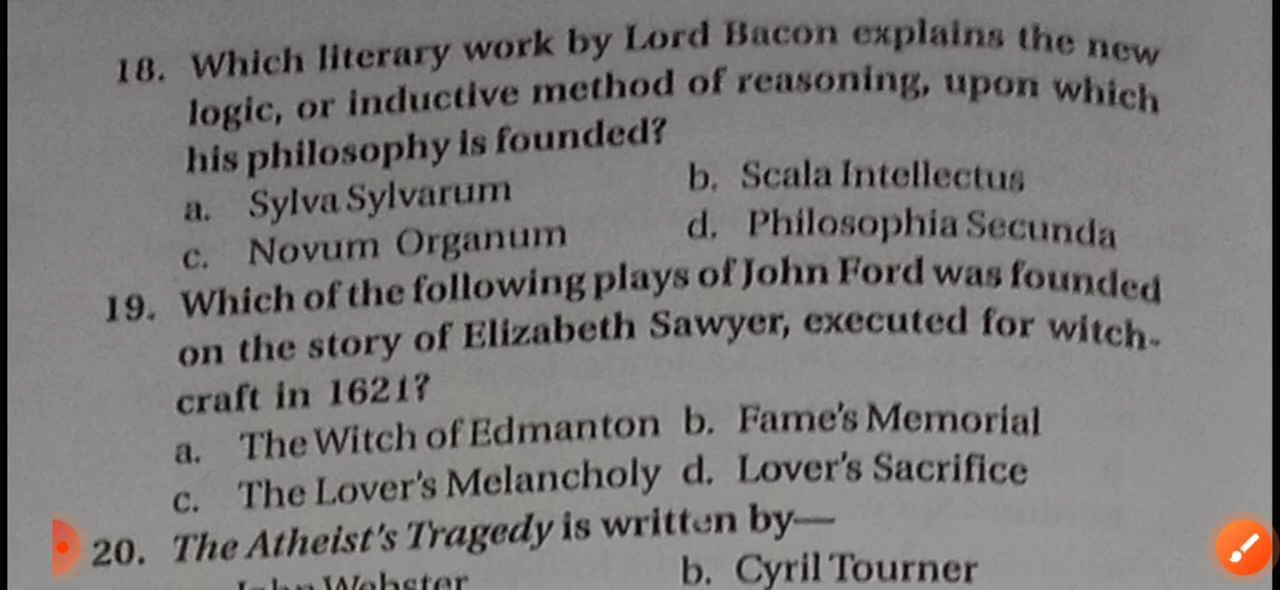 18. Which literary work by Lord Bacon explains the new
logic, or inductive method of reasoning, upon which
his philosophy is founded?
a. Sylva Sylvarum b. Scala Intellectus
c. Novum Organum d. Philosophia Secunda
19. Which of the following plays of John Ford was founded
on the story of Elizabeth Sawyer, executed for witch-
craft in 1621?
a. The Witch of Edmanton b. Fame's Memorial
c. The Lover's Melancholy d. Lover's Sacrifice
20. The Atheist's Tragedy is written by—
John Webster b. Cyril Tourner